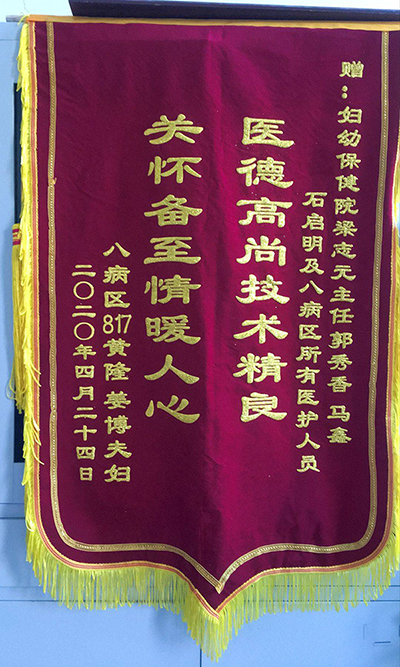 赠：妇幼保健院梁志元主任郭秀香马鑫
石启明及八病区所有医护人员
医德高尚技术精良
关怀备至情暖人心
八病区817黄隆姜博夫妇
二〇二〇年四月二十四日